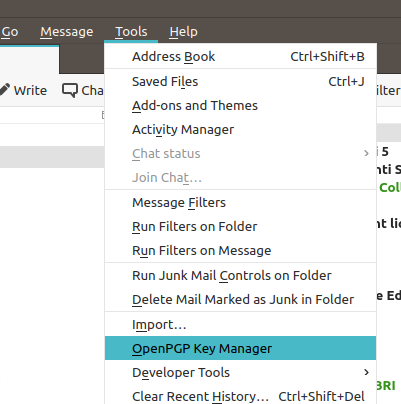 Go Message Tools Help
Address Book Ctrl+Shift+B
Write Cha Saved Files Ctrl+J ilter
Add-ons and Themes
Activity Manager
Chat status i 5
Join Chat… nti S
Col
Message Filters
Run Filters on Folder nt li
Run Filters on Message
Run Junk Mail Controls on Folder
Delete Mail Marked as Junk in Folder e Ed
Import…
OpenPGP Key Manager
Developer Tools
Clear Recent History… Ctrl+Shift+Del BRI